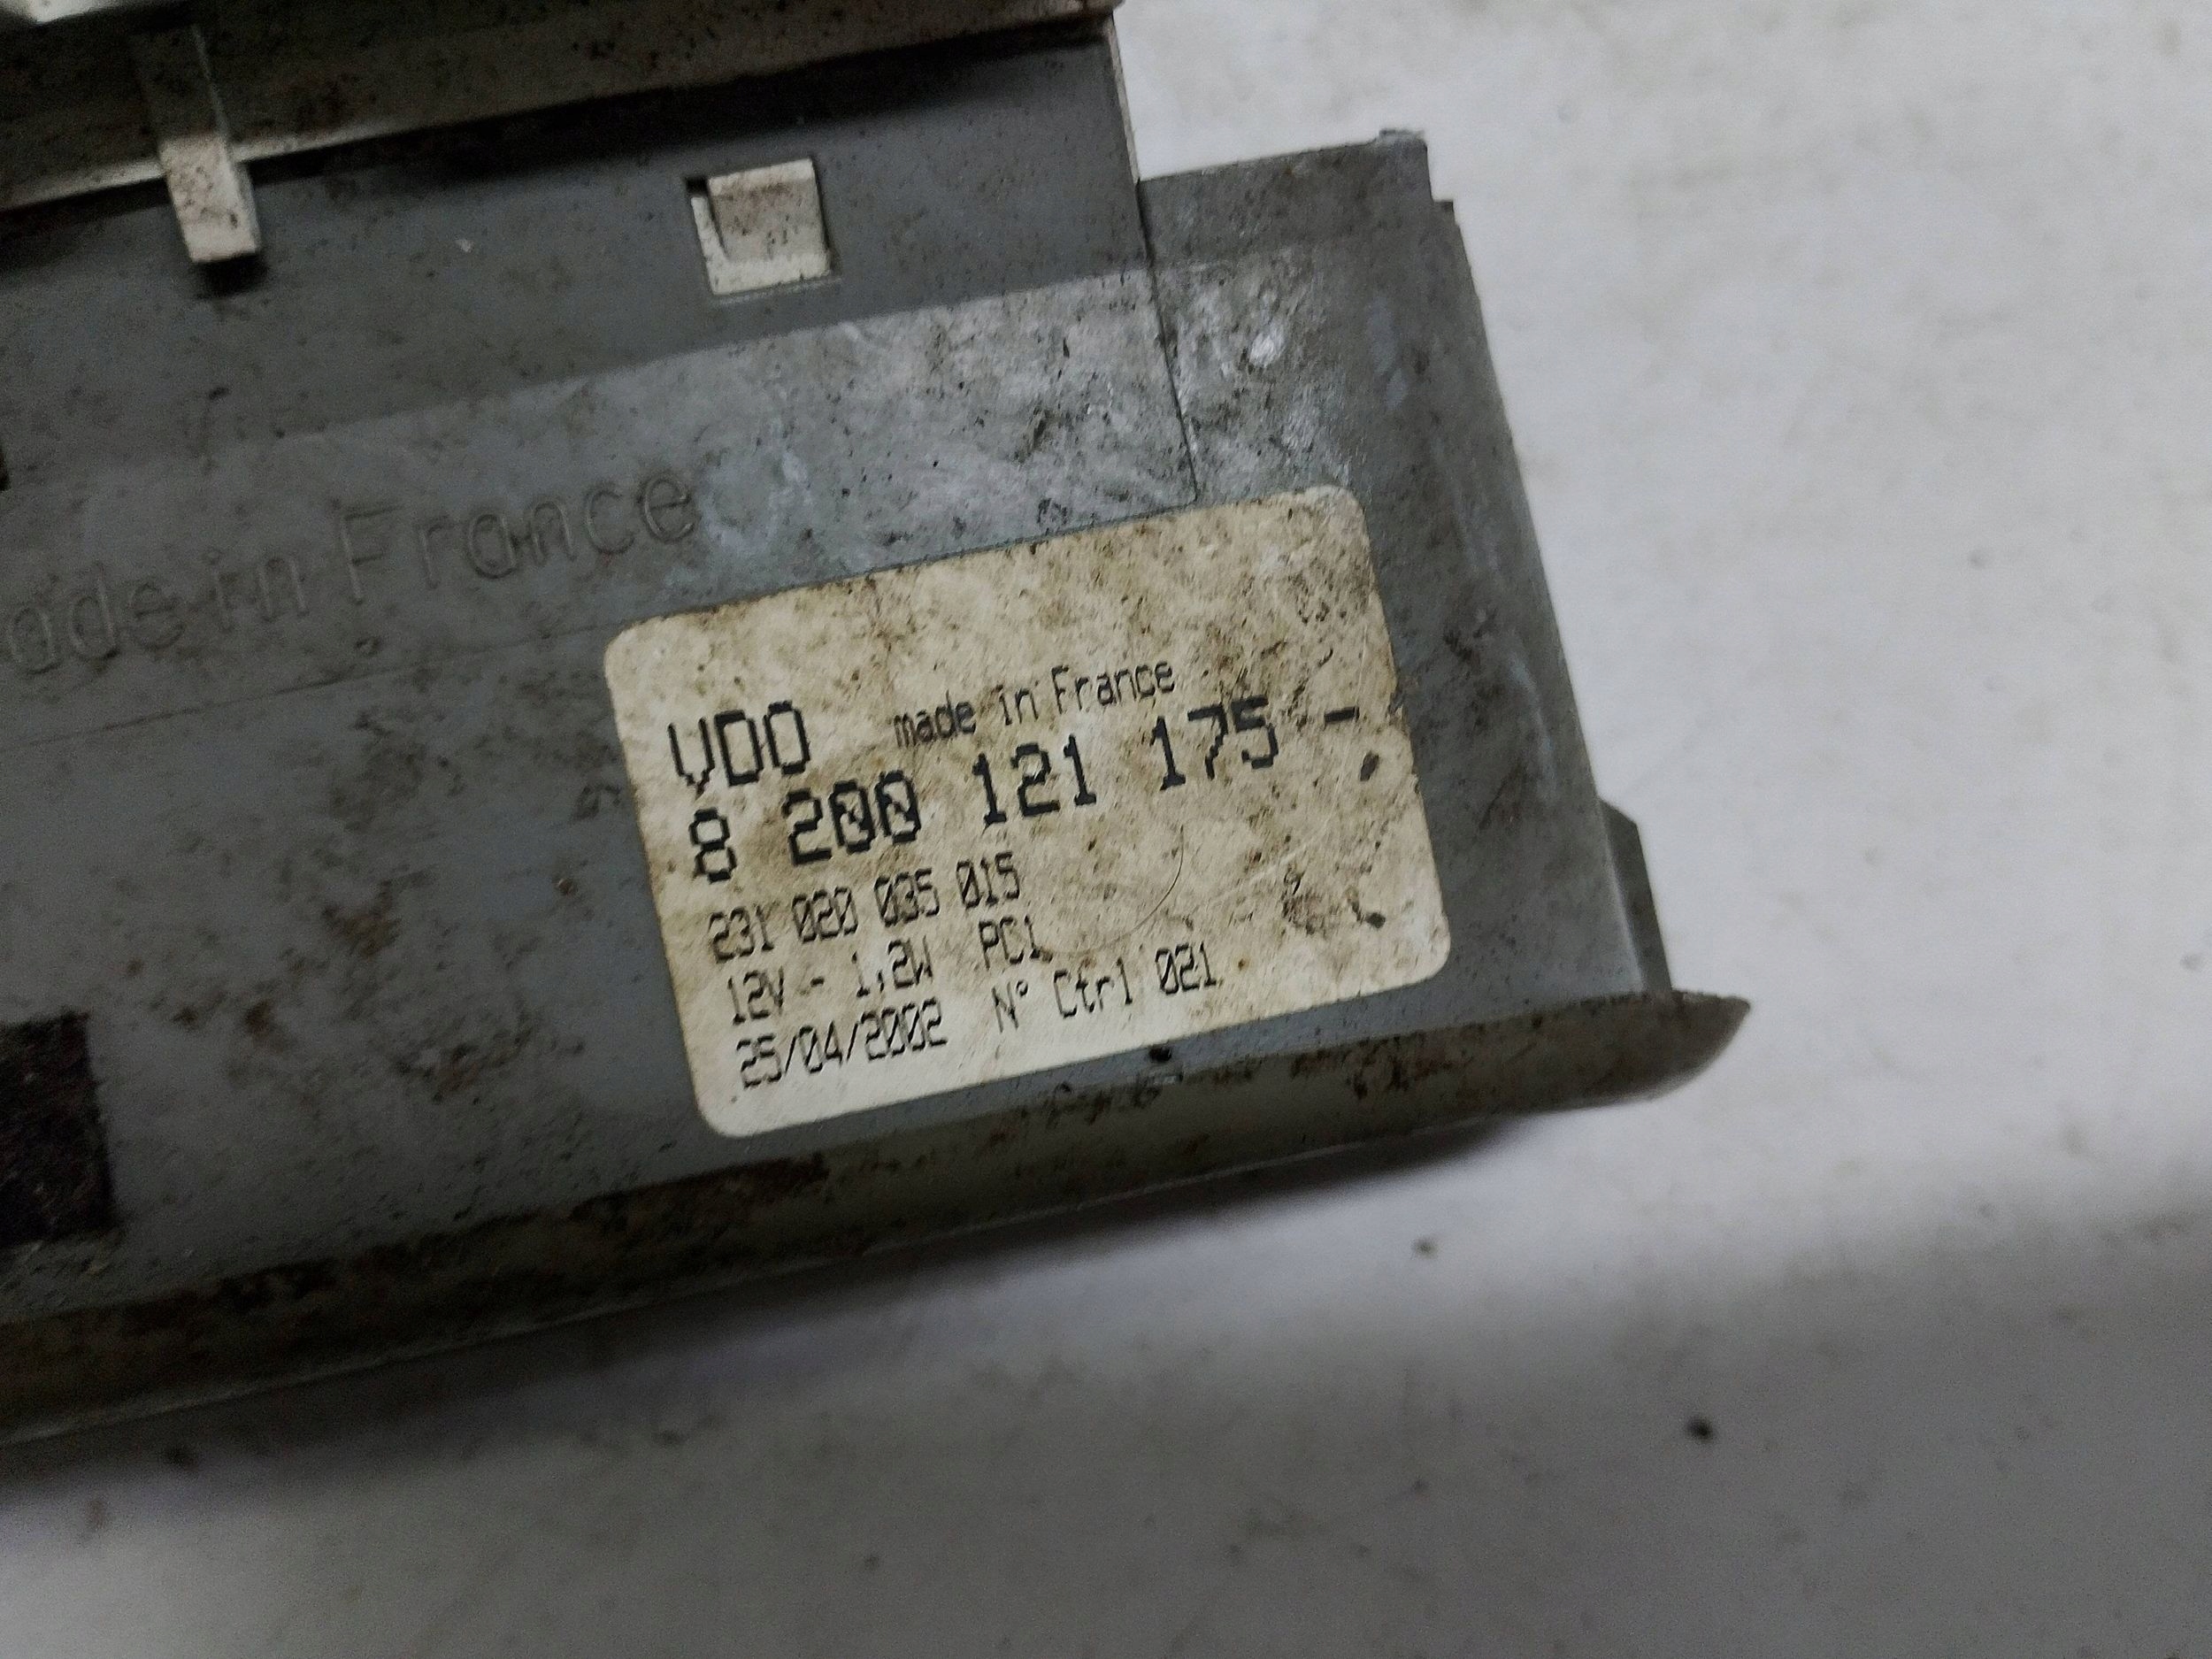 made in France
VDO made in France
8 200 121 175 -
231 020 035 015
12V - 1,2W PC1
25/04/2002 N° Ctrl 021